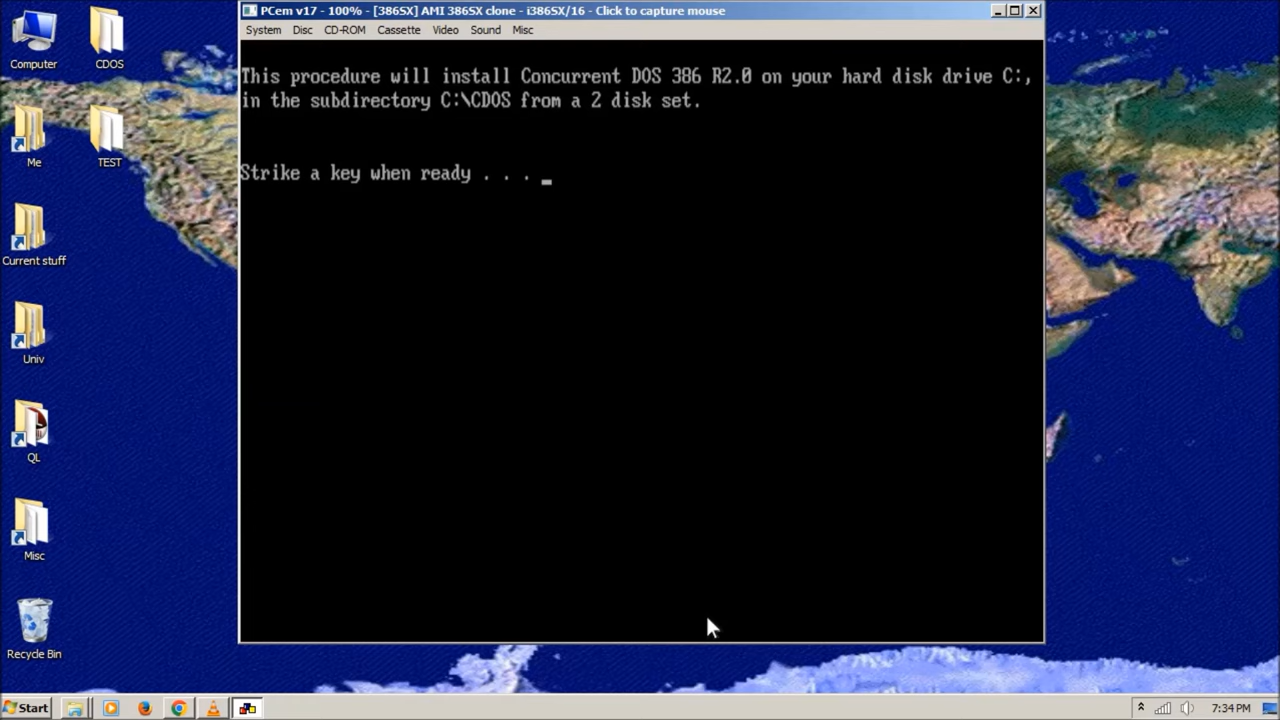 PCem v17 - 100% - [386SX] AMI 386SX clone - i386SX/16 - Click to capture mouse
System Disc CD-ROM Cassette Video Sound Misc
This procedure will install Concurrent DOS 386 R2.0 on your hard disk drive C:,
in the subdirectory C:\CDOS from a 2 disk set.
Strike a key when ready . . . _
Computer
CDOS
Me
TEST
Current stuff
Univ
QL
Misc
Recycle Bin
Start
7:34 PM